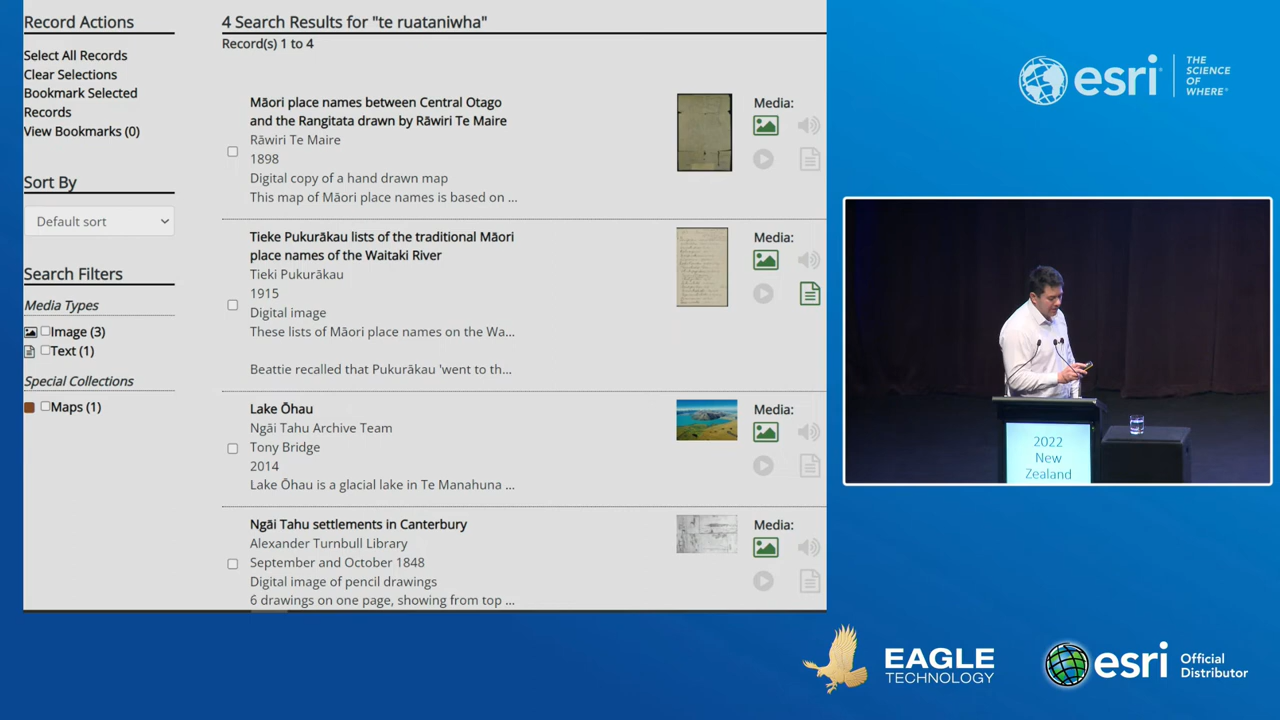 Record Actions
Select All Records
Clear Selections
Bookmark Selected
Records
View Bookmarks (0)
Sort By
Default sort
Search Filters
Media Types
Image (3)
Text (1)
Special Collections
Maps (1)
4 Search Results for "te ruataniwha"
Record(s) 1 to 4
Māori place names between Central Otago
and the Rangitata drawn by Rāwiri Te Maire
Rāwiri Te Maire
1898
Digital copy of a hand drawn map
This map of Māori place names is based on ...
Media:
Tieke Pukurākau lists of the traditional Māori
place names of the Waitaki River
Tieki Pukurākau
1915
Digital image
These lists of Māori place names on the Wa...
Beattie recalled that Pukurākau 'went to th...
Media:
Lake Ōhau
Ngāi Tahu Archive Team
Tony Bridge
2014
Lake Ōhau is a glacial lake in Te Manahuna ...
Media:
Ngāi Tahu settlements in Canterbury
Alexander Turnbull Library
September and October 1848
Digital image of pencil drawings
6 drawings on one page, showing from top ...
Media:
esri
THE
SCIENCE
OF
WHERE®
2022
New
Zealand
EAGLE
TECHNOLOGY
esri
Official
Distributor